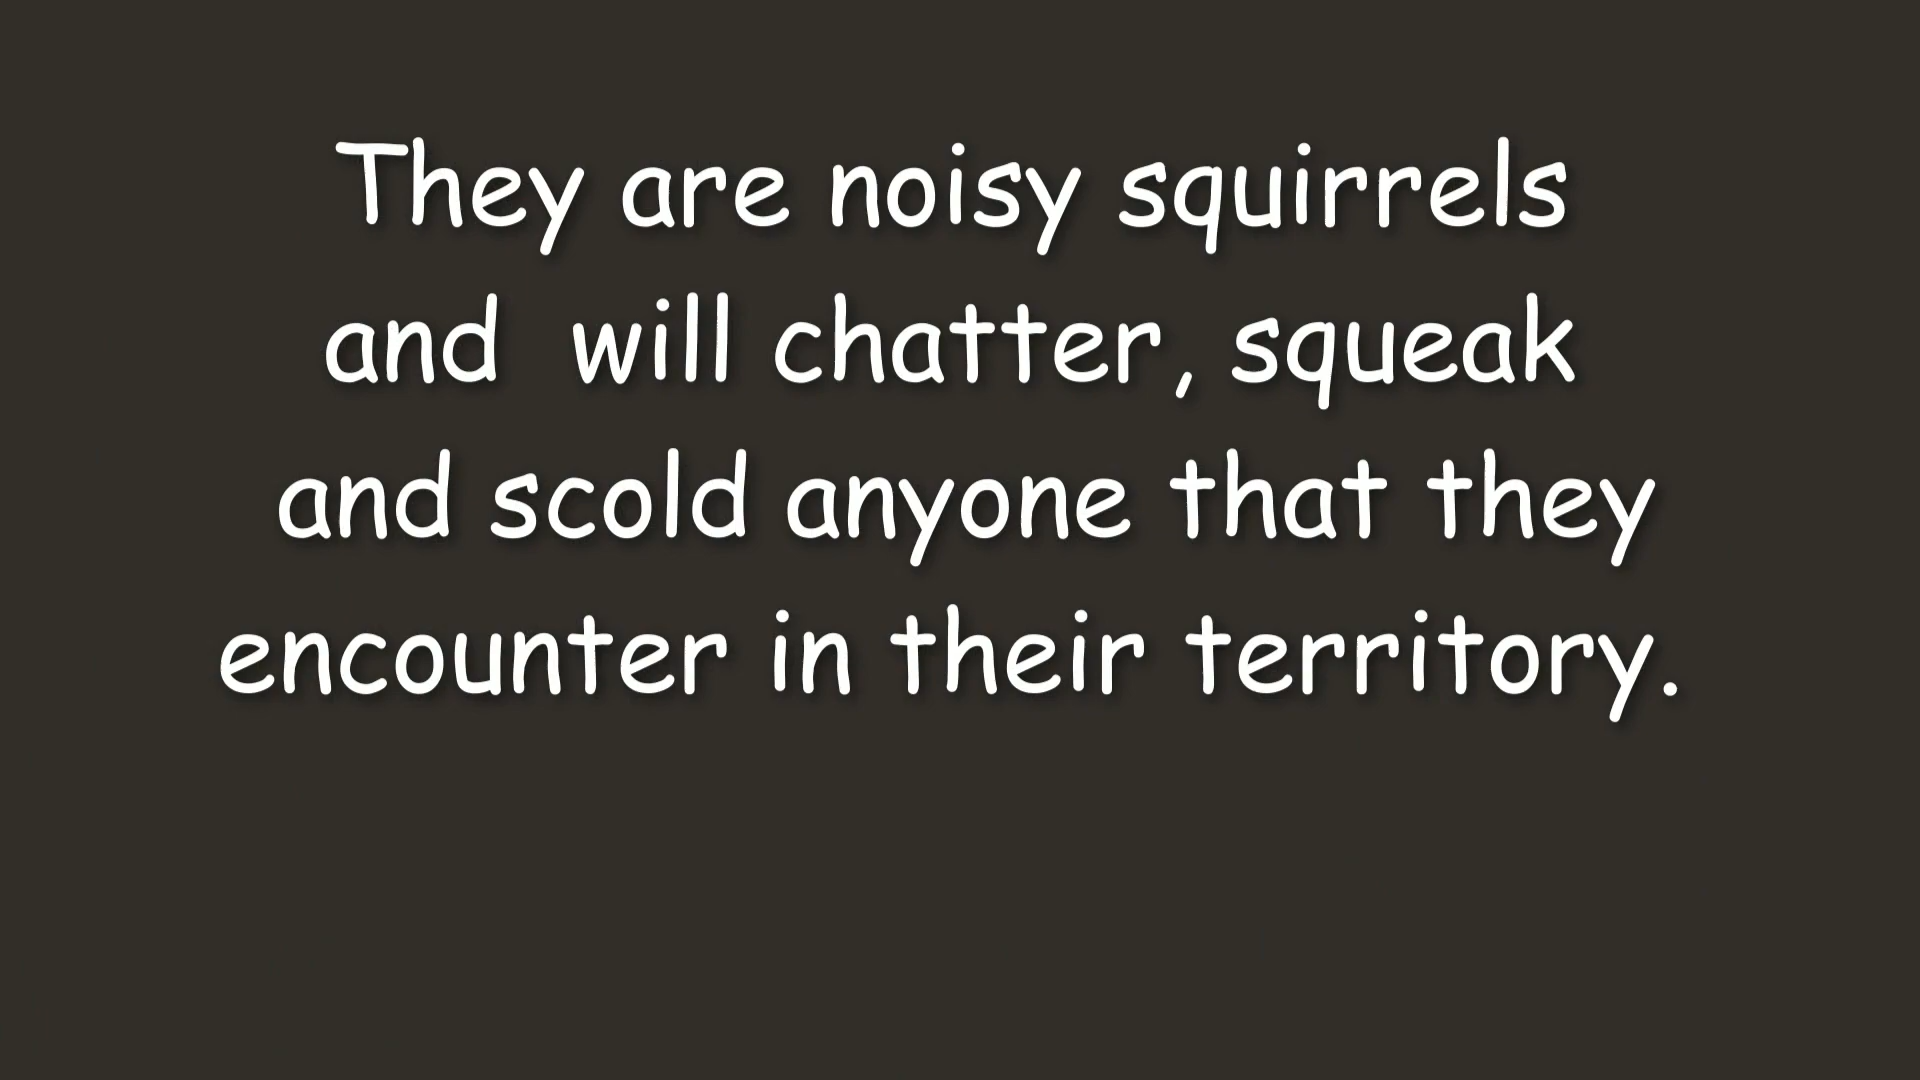 They are noisy squirrels
and  will chatter, squeak
and scold anyone that they
encounter in their territory.